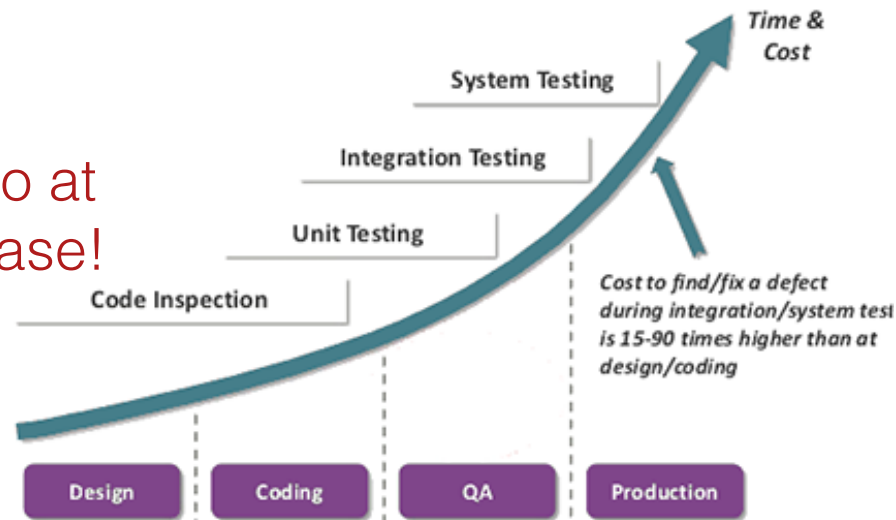 Time &
Cost
System Testing
Integration Testing
o at
Unit Testing
ase!
Code Inspection
Cost to find/fix a defect
during integration/system test
is 15-90 times higher than at
design/coding
Design
Coding
QA
Production